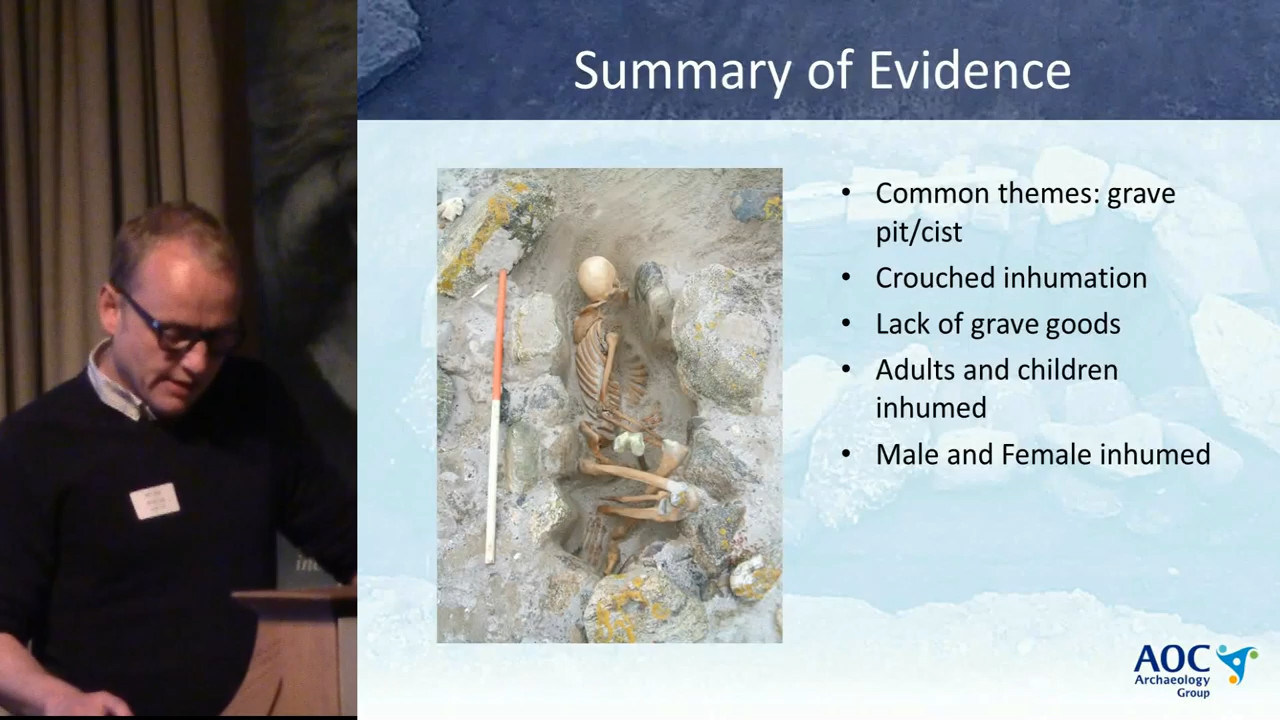 Summary of Evidence
• Common themes: grave
pit/cist
• Crouched inhumation
• Lack of grave goods
• Adults and children
inhumed
• Male and Female inhumed
AOC
Archaeology
Group